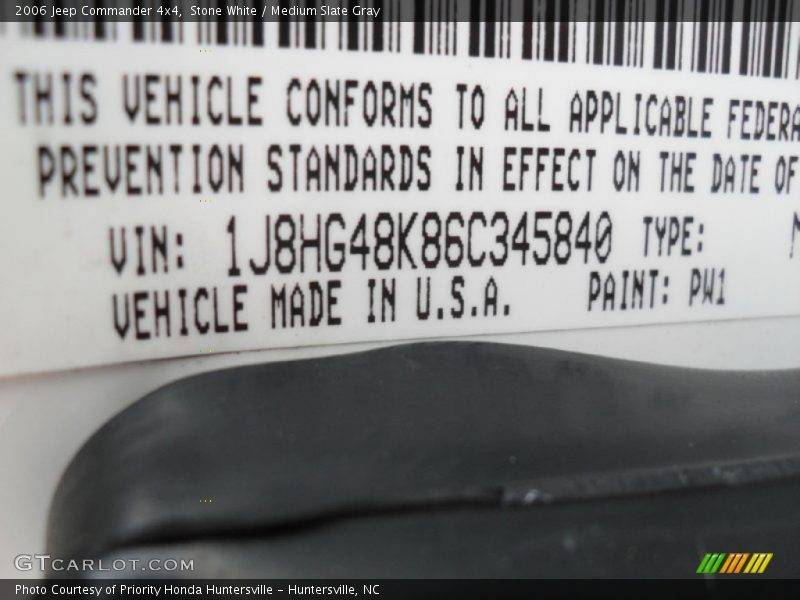 2006 Jeep Commander 4x4, Stone White / Medium Slate Gray
THIS VEHICLE CONFORMS TO ALL APPLICABLE FEDERA
PREVENTION STANDARDS IN EFFECT ON THE DATE OF
VIN: 1J8HG48K86C345840 TYPE:
VEHICLE MADE IN U.S.A. PAINT: PW1
GTCARLOT.COM
Photo Courtesy of Priority Honda Huntersville - Huntersville, NC